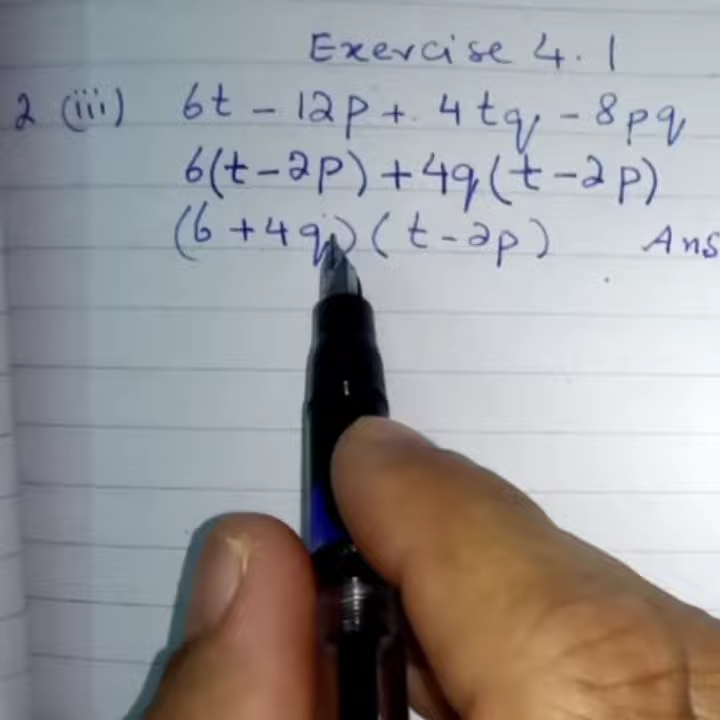 Exercise 4.1
2 (iii) 6t - 12p + 4tq - 8pq
6(t-2p) + 4q(t-2p)
(6+4q)(t-2p) Ans